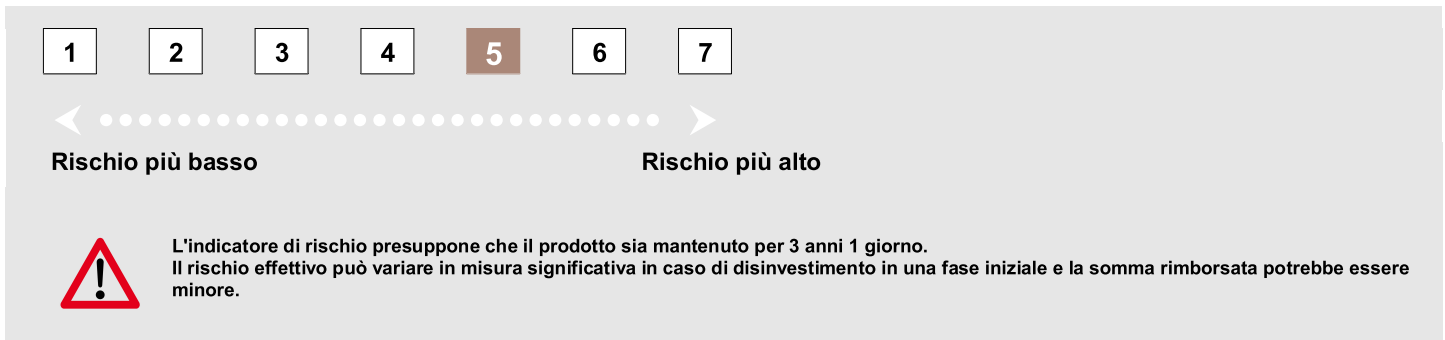 1 2 3 4 5 6 7
Rischio più basso Rischio più alto
L'indicatore di rischio presuppone che il prodotto sia mantenuto per 3 anni 1 giorno.
Il rischio effettivo può variare in misura significativa in caso di disinvestimento in una fase iniziale e la somma rimborsata potrebbe essere
minore.